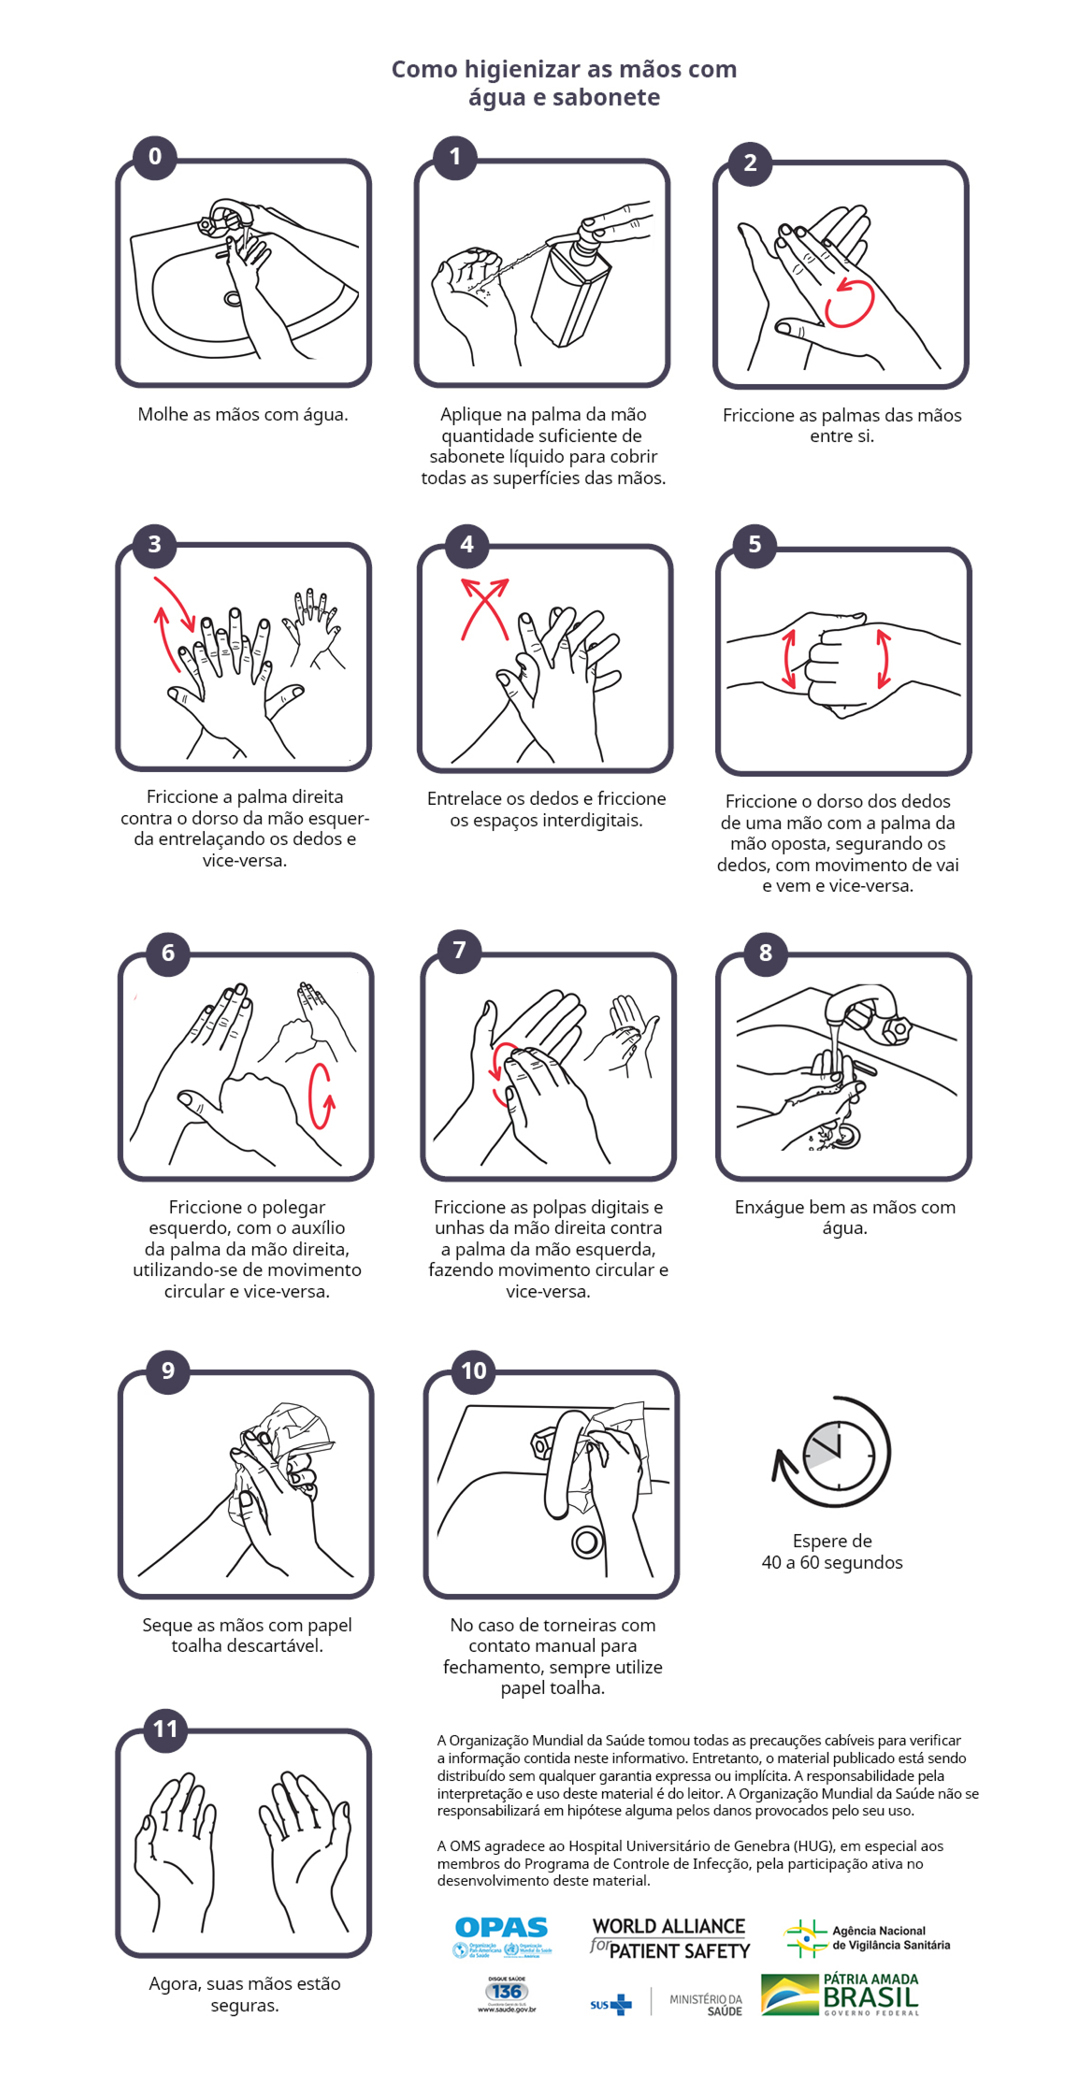 Como higienizar as mãos com
água e sabonete
0
Molhe as mãos com água.
1
Aplique na palma da mão
quantidade suficiente de
sabonete líquido para cobrir
todas as superfícies das mãos.
2
Friccione as palmas das mãos
entre si.
3
Friccione a palma direita
contra o dorso da mão esquer-
da entrelaçando os dedos e
vice-versa.
4
Entrelace os dedos e friccione
os espaços interdigitais.
5
Friccione o dorso dos dedos
de uma mão com a palma da
mão oposta, segurando os
dedos, com movimento de vai
e vem e vice-versa.
6
Friccione o polegar
esquerdo, com o auxílio
da palma da mão direita,
utilizando-se de movimento
circular e vice-versa.
7
Friccione as polpas digitais e
unhas da mão direita contra
a palma da mão esquerda,
fazendo movimento circular e
vice-versa.
8
Enxágue bem as mãos com
água.
9
Seque as mãos com papel
toalha descartável.
10
No caso de torneiras com
contato manual para
fechamento, sempre utilize
papel toalha.
Espere de
40 a 60 segundos
11
Agora, suas mãos estão
seguras.
A Organização Mundial da Saúde tomou todas as precauções cabíveis para verificar
a informação contida neste informativo. Entretanto, o material publicado está sendo
distribuído sem qualquer garantia expressa ou implícita. A responsabilidade pela
interpretação e uso deste material é do leitor. A Organização Mundial da Saúde não se
responsabilizará em hipótese alguma pelos danos provocados pelo seu uso.
A OMS agradece ao Hospital Universitário de Genebra (HUG), em especial aos
membros do Programa de Controle de Infecção, pela participação ativa no
desenvolvimento deste material.
OPAS
Organização
Pan-Americana
da Saúde
Organização
Mundial da Saúde
WORLD ALLIANCE
for PATIENT SAFETY
Agência Nacional
de Vigilância Sanitária
DISQUE SAÚDE
136
www.saude.gov.br
SUS
MINISTÉRIO DA
SAÚDE
PÁTRIA AMADA
BRASIL
GOVERNO FEDERAL